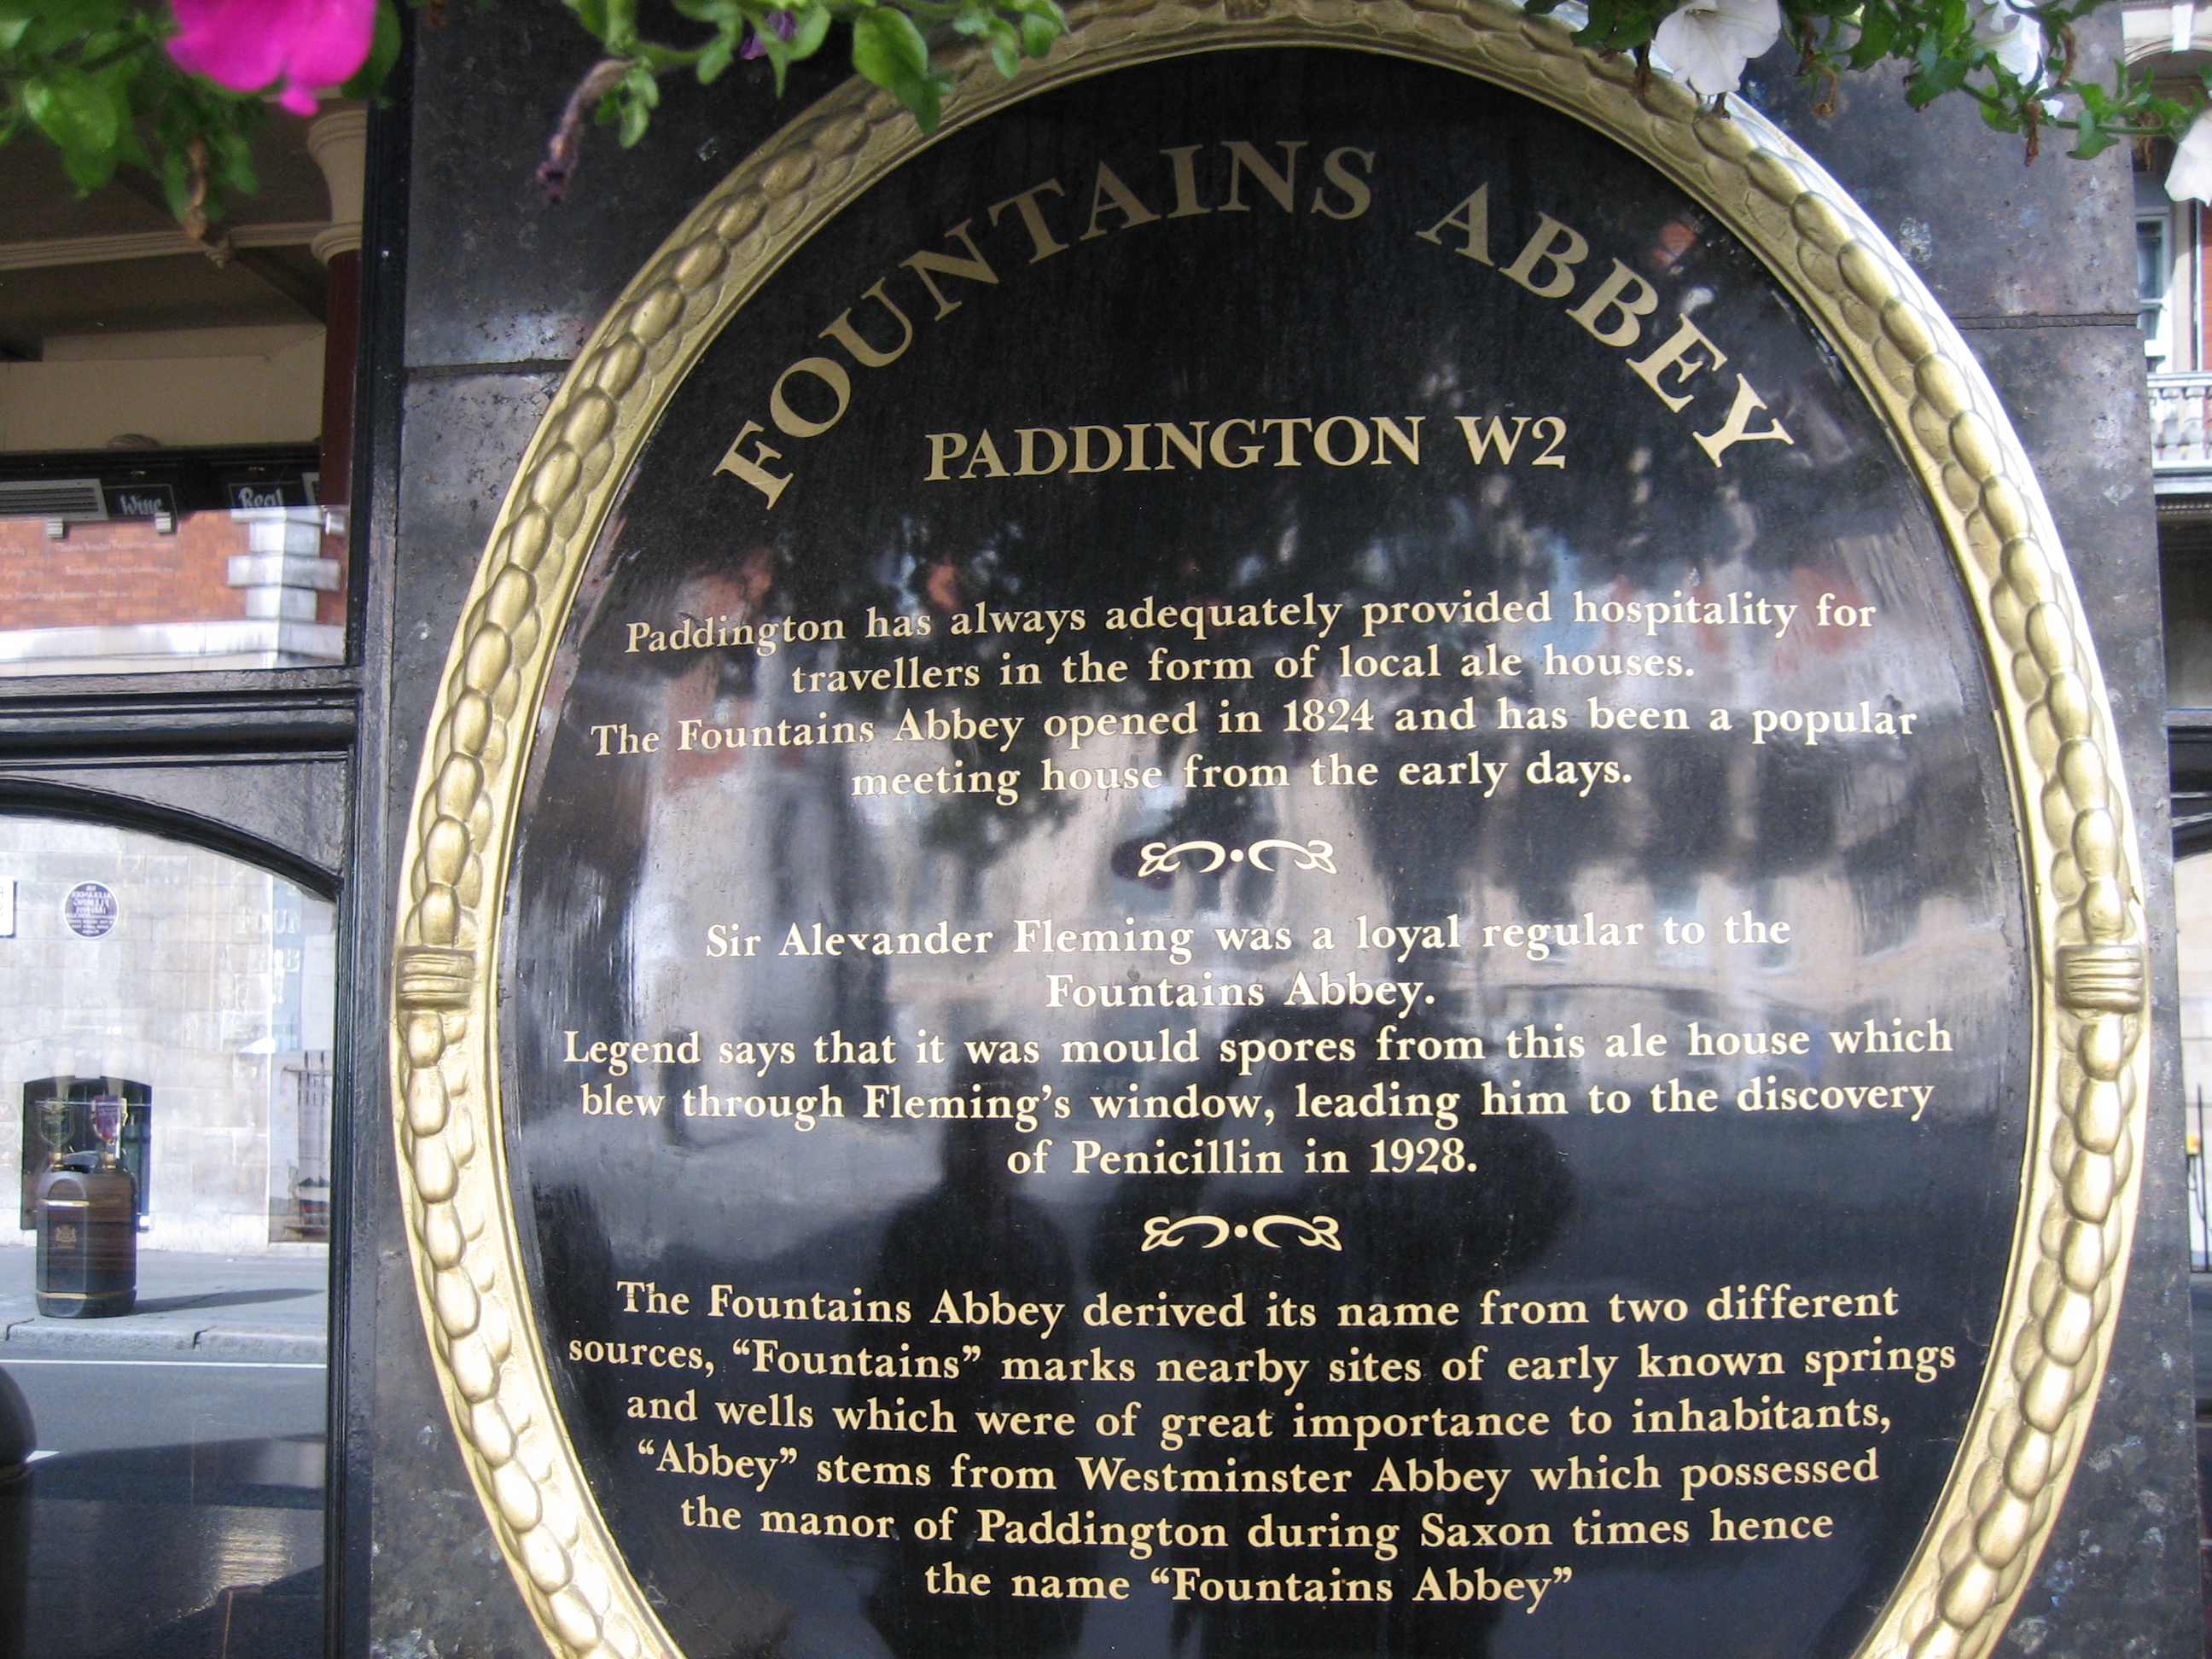 FOUNTAINS ABBEY
PADDINGTON W2
Paddington has always adequately provided hospitality for
travellers in the form of local ale houses.
The Fountains Abbey opened in 1824 and has been a popular
meeting house from the early days.
Sir Alexander Fleming was a loyal regular to the
Fountains Abbey.
Legend says that it was mould spores from this ale house which
blew through Fleming's window, leading him to the discovery
of Penicillin in 1928.
The Fountains Abbey derived its name from two different
sources, “Fountains” marks nearby sites of early known springs
and wells which were of great importance to inhabitants,
“Abbey” stems from Westminster Abbey which possessed
the manor of Paddington during Saxon times hence
the name “Fountains Abbey”
Wine
Real
SIR
ALEXANDER
FLEMING